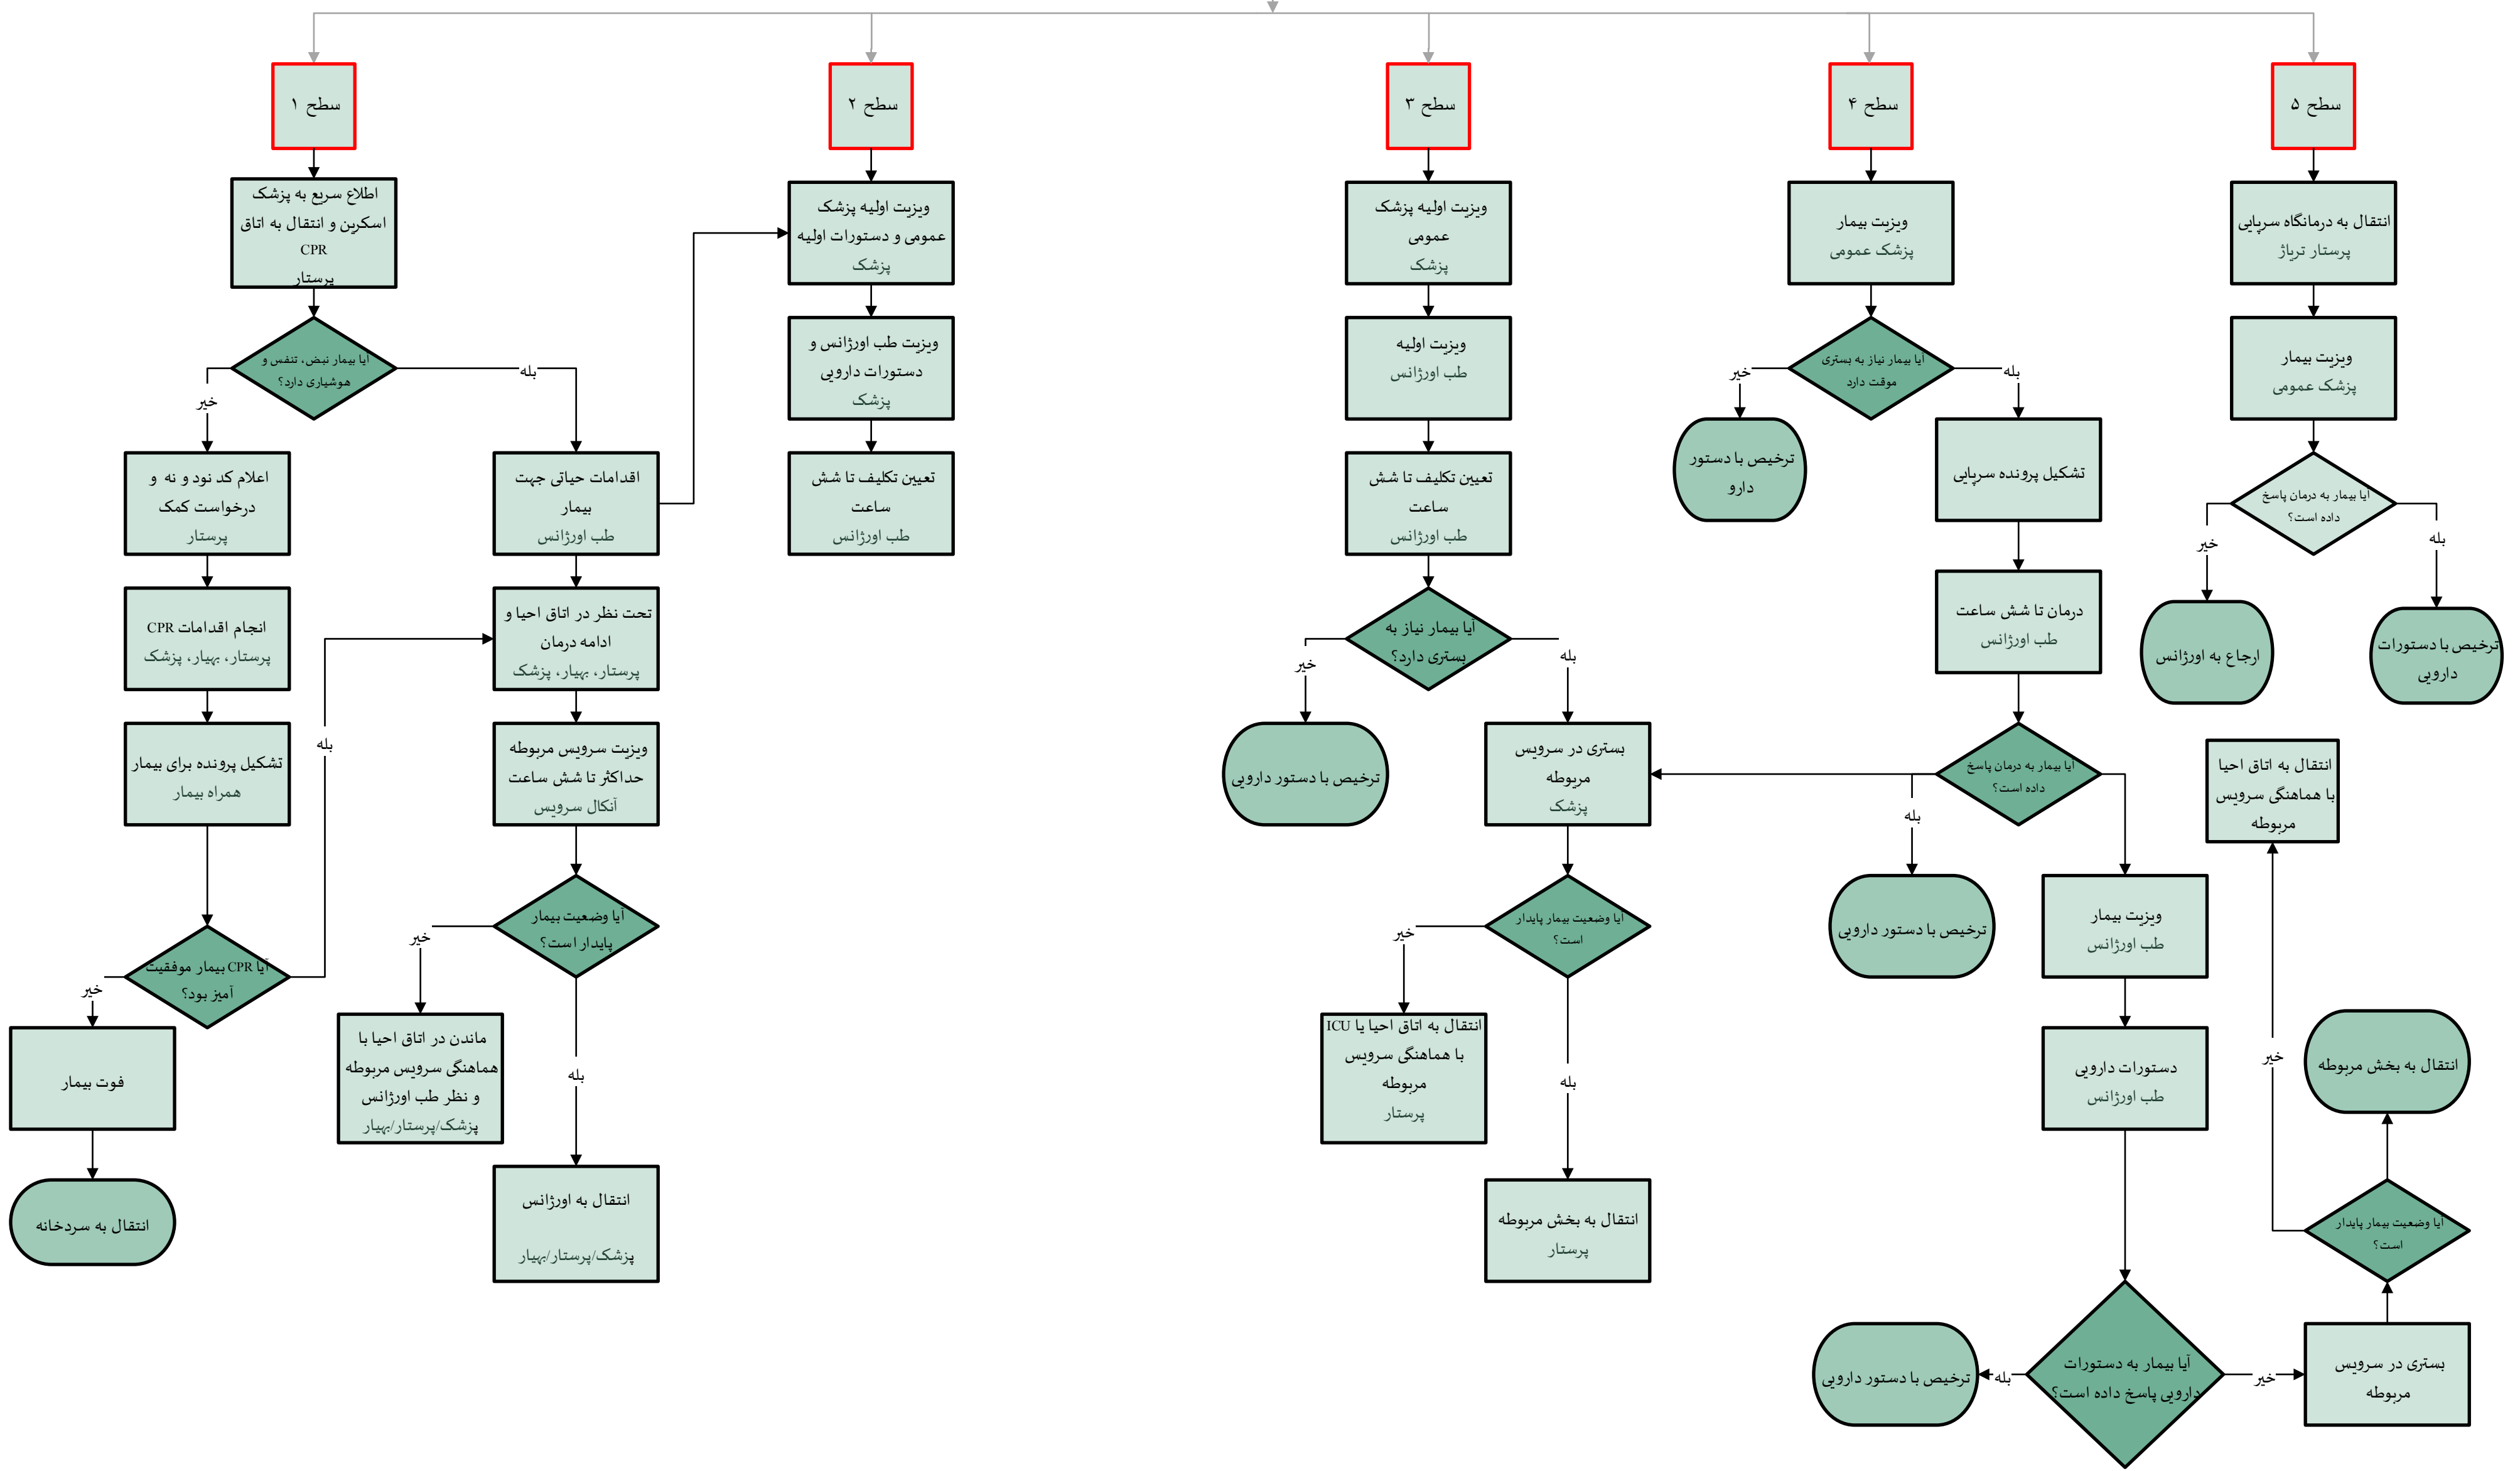 سطح ۱
سطح ۲
سطح ۳
سطح ۴
سطح ۵
اطلاع سریع به پزشک
اسکرین و انتقال به اتاق
CPR
پرستار
آیا بیمار نبض، تنفس و
هوشیاری دارد؟
خیر
بله
اعلام کد نود و نه و
درخواست کمک
پرستار
انجام اقدامات CPR
پرستار، بهیار، پزشک
تشکیل پرونده برای بیمار
همراه بیمار
آیا CPR بیمار موفقیت
آمیز بود؟
خیر
بله
فوت بیمار
انتقال به سردخانه
اقدامات حیاتی جهت
بیمار
طب اورژانس
تحت نظر در اتاق احیا و
ادامه درمان
پرستار، بهیار، پزشک
ویزیت سرویس مربوطه
حداکثر تا شش ساعت
آنکال سرویس
آیا وضعیت بیمار
پایدار است؟
خیر
بله
ماندن در اتاق احیا با
هماهنگی سرویس مربوطه
و نظر طب اورژانس
پزشک/پرستار/بهیار
انتقال به اورژانس
پزشک/پرستار/بهیار
ویزیت اولیه پزشک
عمومی و دستورات اولیه
پزشک
ویزیت طب اورژانس و
دستورات دارویی
پزشک
تعیین تکلیف تا شش
ساعت
طب اورژانس
ویزیت اولیه پزشک
عمومی
پزشک
ویزیت اولیه
طب اورژانس
تعیین تکلیف تا شش
ساعت
طب اورژانس
آیا بیمار نیاز به
بستری دارد؟
خیر
بله
ترخیص با دستور دارویی
بستری در سرویس
مربوطه
پزشک
آیا وضعیت بیمار پایدار
است؟
خیر
بله
انتقال به اتاق احیا یا ICU
با هماهنگی سرویس
مربوطه
پرستار
انتقال به بخش مربوطه
پرستار
ویزیت بیمار
پزشک عمومی
آیا بیمار نیاز به بستری
موقت دارد
خیر
بله
ترخیص با دستور
دارو
تشکیل پرونده سرپایی
درمان تا شش ساعت
طب اورژانس
آیا بیمار به درمان پاسخ
داده است؟
بله
ترخیص با دستور دارویی
ویزیت بیمار
طب اورژانس
دستورات دارویی
طب اورژانس
آیا بیمار به دستورات
دارویی پاسخ داده است؟
بله
خیر
ترخیص با دستور دارویی
بستری در سرویس
مربوطه
آیا وضعیت بیمار پایدار
است؟
خیر
انتقال به بخش مربوطه
انتقال به اتاق احیا
با هماهنگی سرویس
مربوطه
انتقال به درمانگاه سرپایی
پرستار تریاژ
ویزیت بیمار
پزشک عمومی
آیا بیمار به درمان پاسخ
داده است؟
خیر
بله
ارجاع به اورژانس
ترخیص با دستورات
دارویی